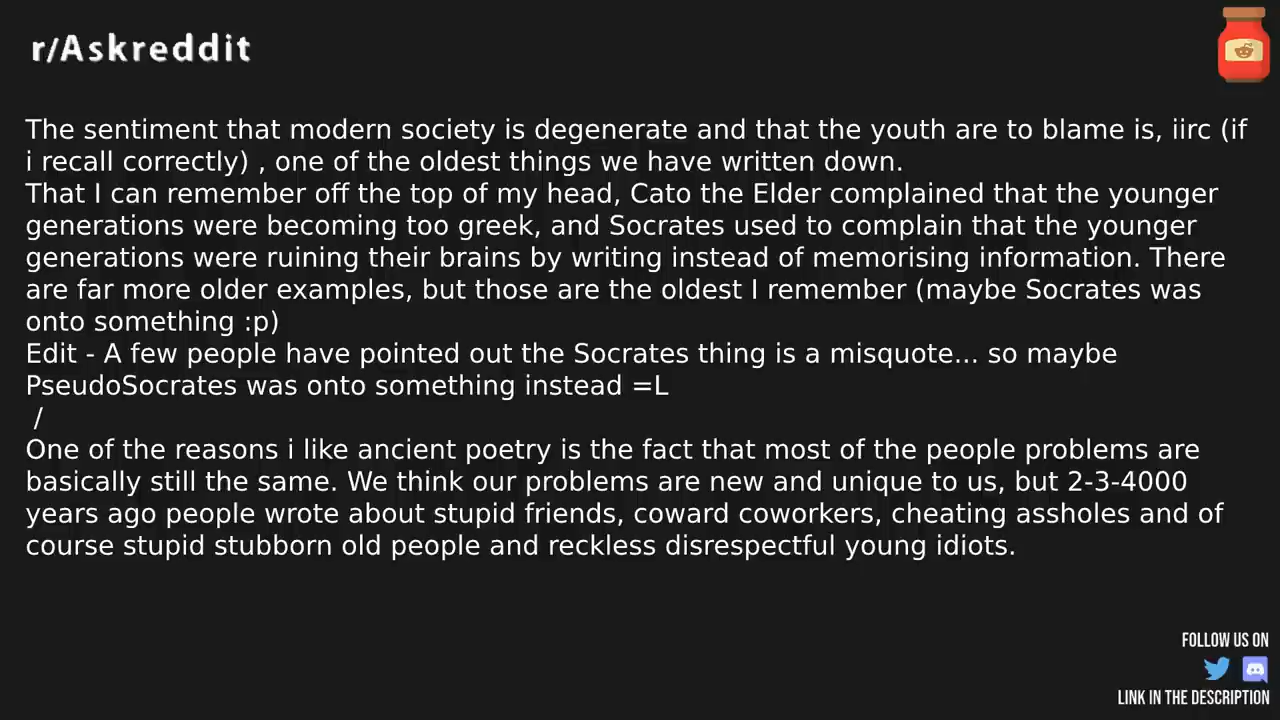 r/Askreddit
The sentiment that modern society is degenerate and that the youth are to blame is, iirc (if
i recall correctly) , one of the oldest things we have written down.
That I can remember off the top of my head, Cato the Elder complained that the younger
generations were becoming too greek, and Socrates used to complain that the younger
generations were ruining their brains by writing instead of memorising information. There
are far more older examples, but those are the oldest I remember (maybe Socrates was
onto something :p)
Edit - A few people have pointed out the Socrates thing is a misquote... so maybe
PseudoSocrates was onto something instead =L
/
One of the reasons i like ancient poetry is the fact that most of the people problems are
basically still the same. We think our problems are new and unique to us, but 2-3-4000
years ago people wrote about stupid friends, coward coworkers, cheating assholes and of
course stupid stubborn old people and reckless disrespectful young idiots.
FOLLOW US ON
LINK IN THE DESCRIPTION